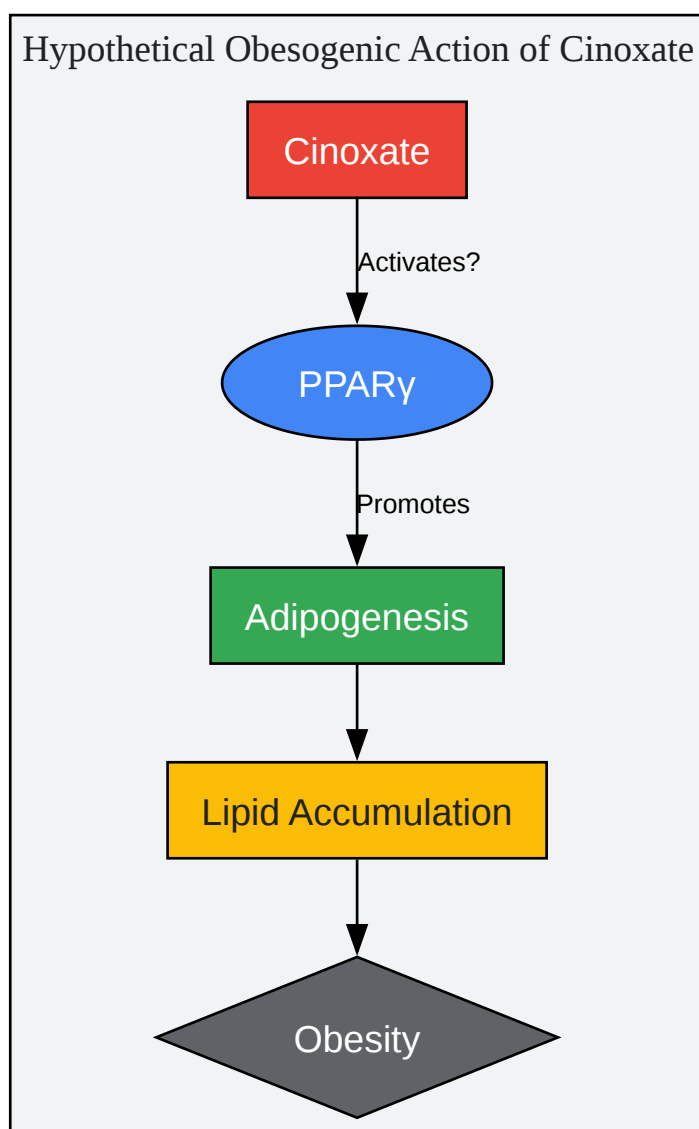 Hypothetical Obesogenic Action of Cinoxate
Cinoxate
Activates?
PPARγ
Promotes
Adipogenesis
Lipid Accumulation
Obesity